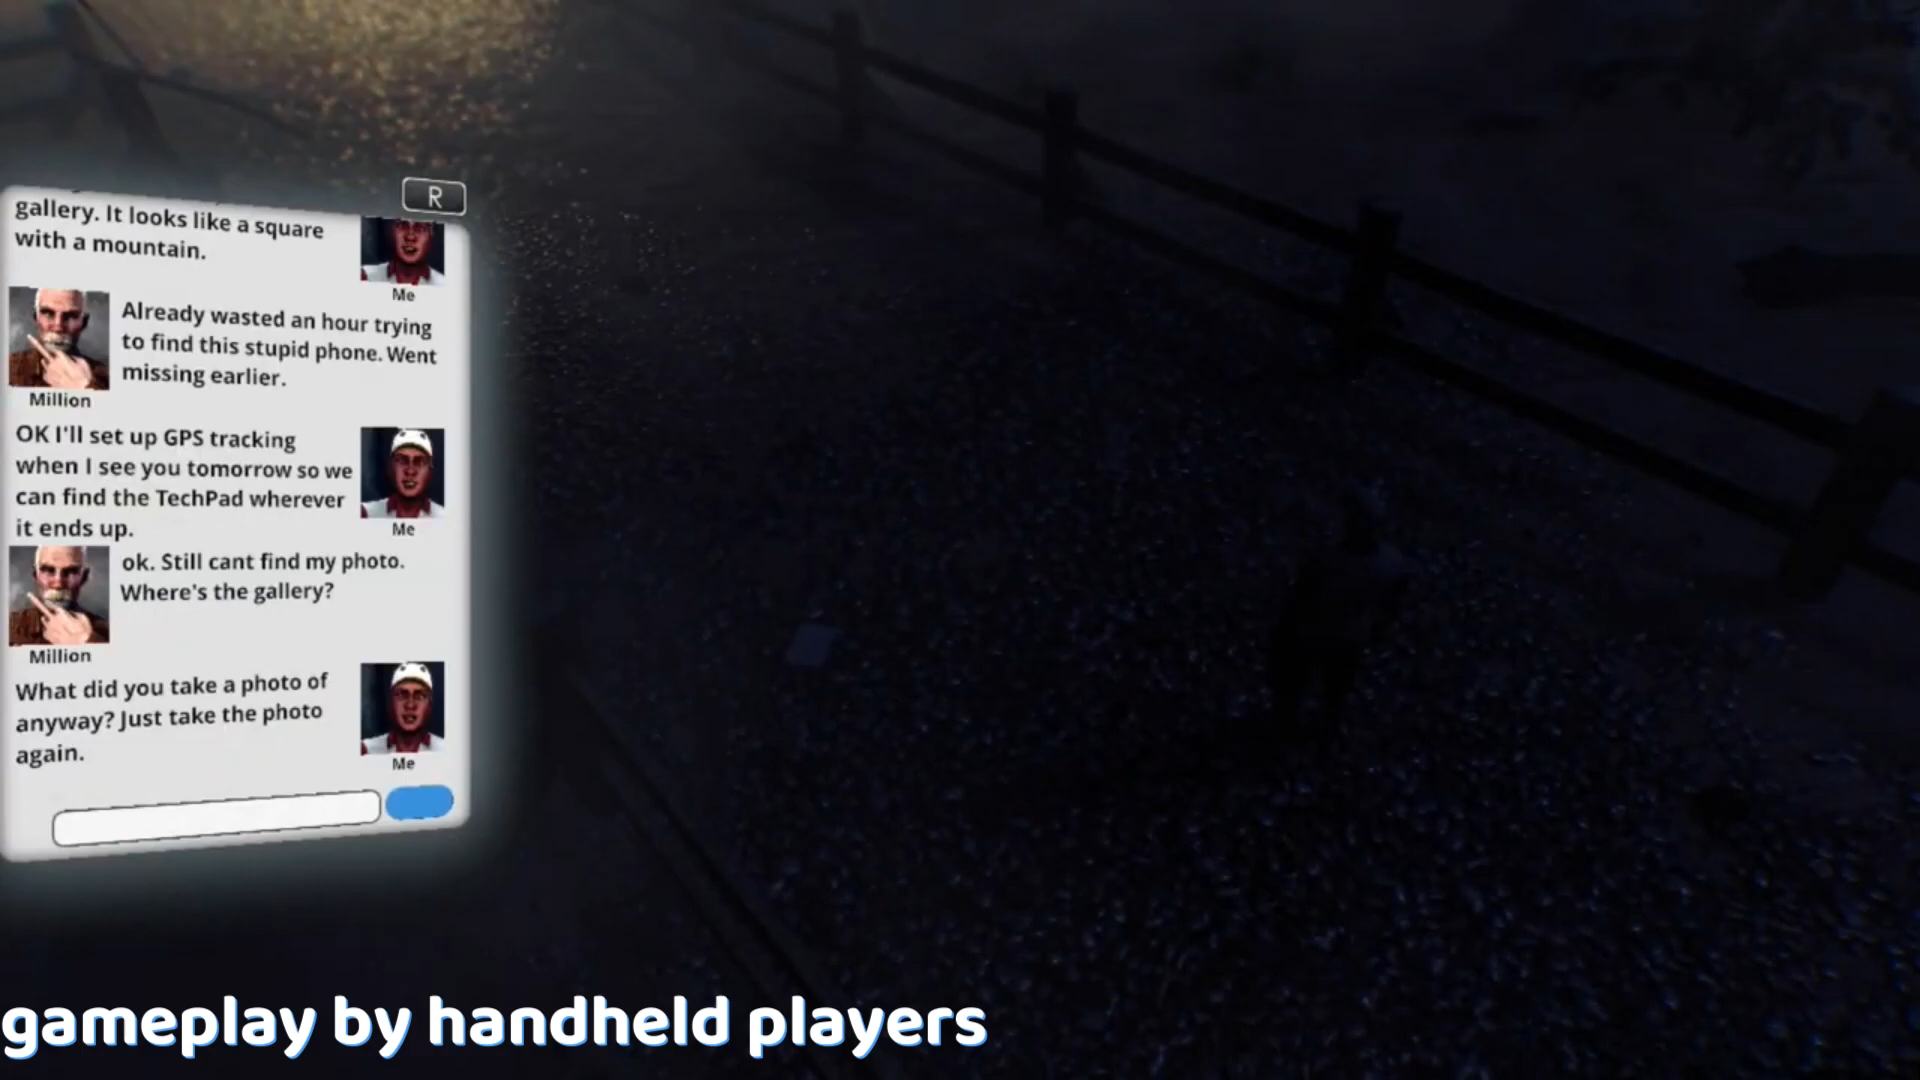 R
gallery. It looks like a square
with a mountain.
Me
Already wasted an hour trying
to find this stupid phone. Went
missing earlier.
Million
OK I'll set up GPS tracking
when I see you tomorrow so we
can find the TechPad wherever
it ends up.
Me
ok. Still cant find my photo.
Where's the gallery?
Million
What did you take a photo of
anyway? Just take the photo
again.
Me
gameplay by handheld players